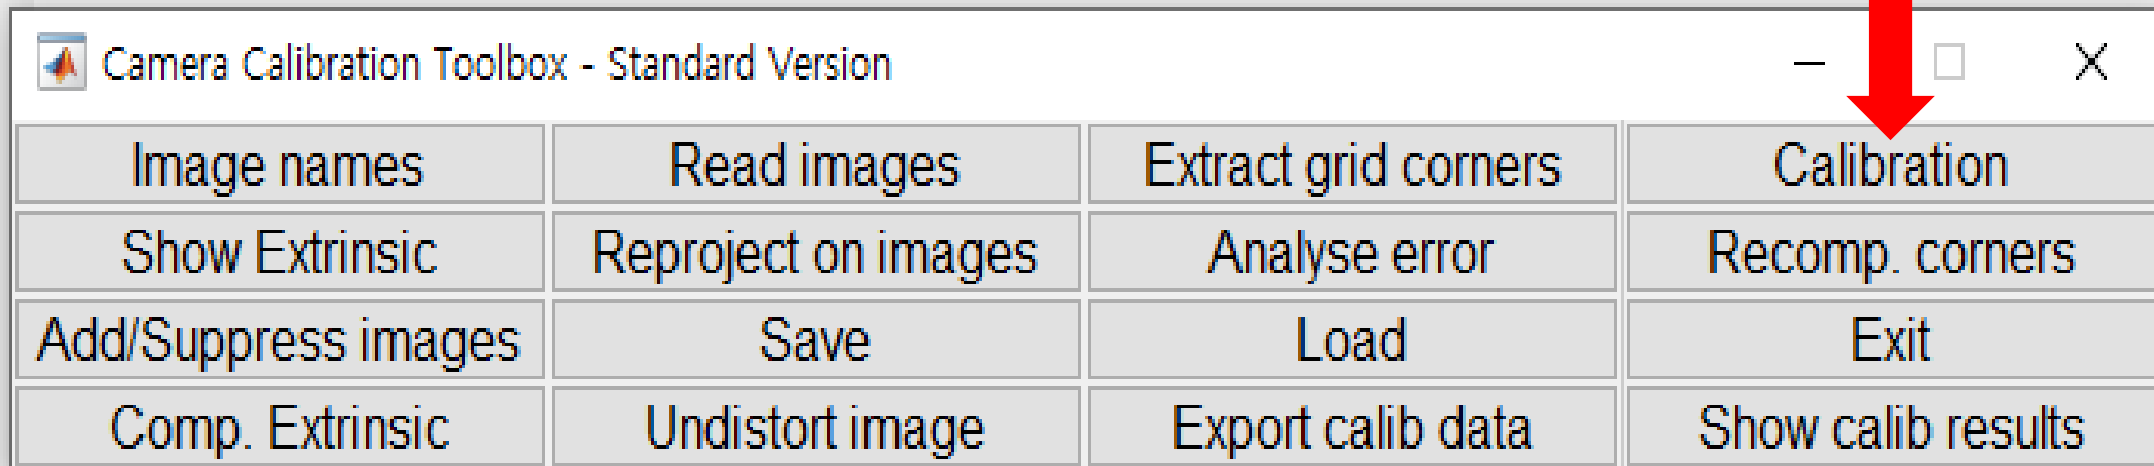 Camera Calibration Toolbox - Standard Version
Image names Read images Extract grid corners Calibration
Show Extrinsic Reproject on images Analyse error Recomp. corners
Add/Suppress images Save Load Exit
Comp. Extrinsic Undistort image Export calib data Show calib results